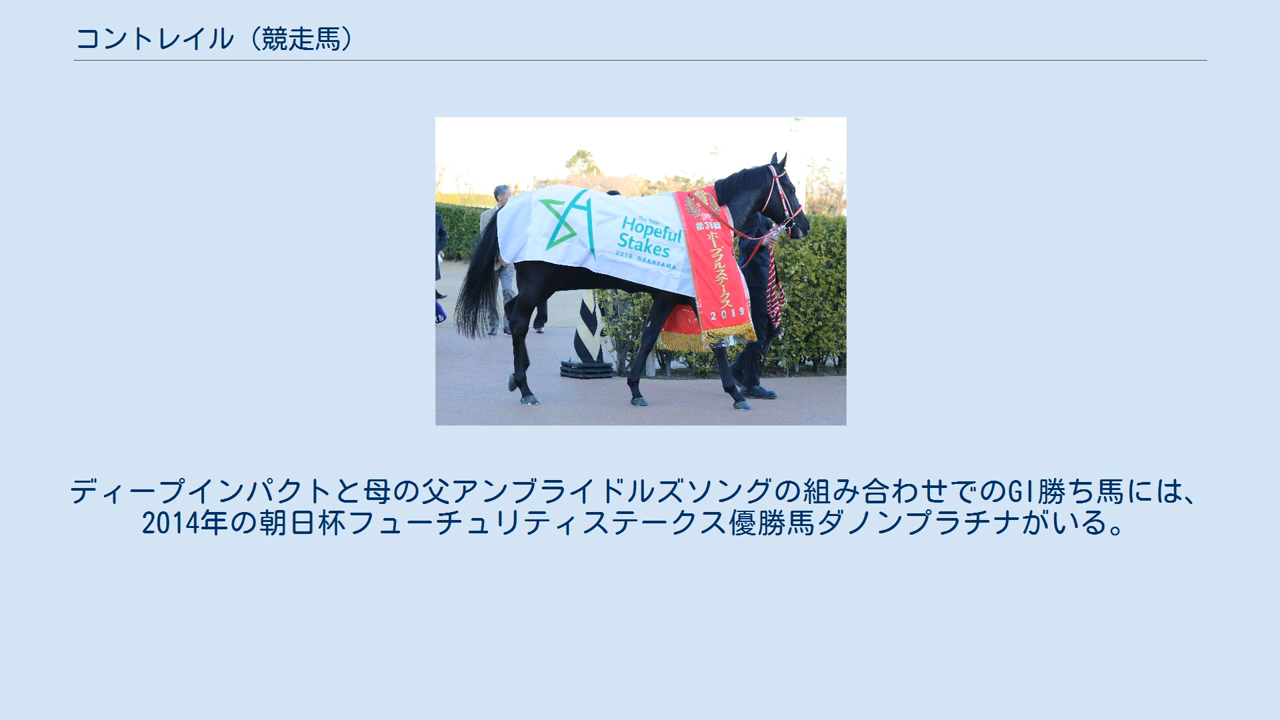 コントレイル（競走馬）
Hopeful
Stakes
2019 NAKAYAMA
第36回
ホープフルステークス
2019
ディープインパクトと母の父アンブライドルズソングの組み合わせでのGI勝ち馬には、
2014年の朝日杯フューチュリティステークス優勝馬ダノンプラチナがいる。